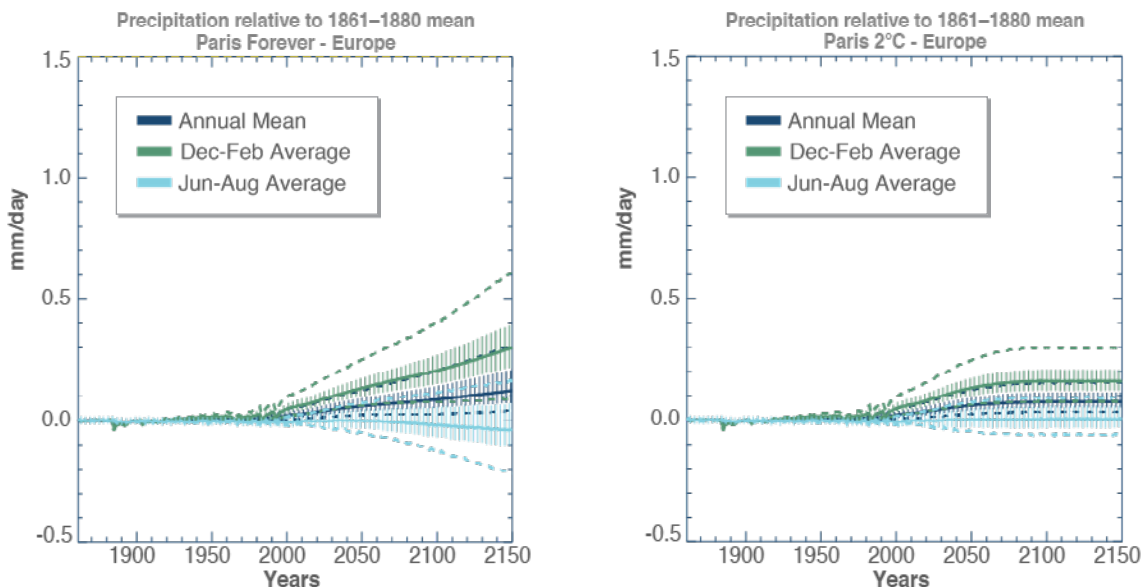 Precipitation relative to 1861–1880 mean
Paris Forever - Europe
1.5
1.0
0.5
0.0
-0.5
mm/day
Annual Mean
Dec-Feb Average
Jun-Aug Average
1900 1950 2000 2050 2100 2150
Years
Precipitation relative to 1861–1880 mean
Paris 2°C - Europe
1.5
1.0
0.5
0.0
-0.5
mm/day
Annual Mean
Dec-Feb Average
Jun-Aug Average
1900 1950 2000 2050 2100 2150
Years